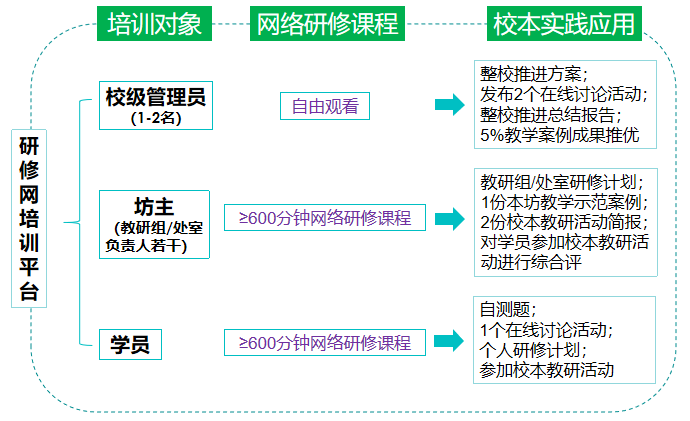 培训对象
网络研修课程
校本实践应用
研修网培训平台
校级管理员
(1-2名)
自由观看
整校推进方案；
发布2个在线讨论活动；
整校推进总结报告；
5%教学案例成果推优
坊主
(教研组/处室
负责人若干)
≥600分钟网络研修课程
教研组/处室研修计划；
1份本坊教学示范案例；
2份校本教研活动简报；
对学员参加校本教研活
动进行综合评
学员
≥600分钟网络研修课程
自测题；
1个在线讨论活动；
个人研修计划；
参加校本教研活动